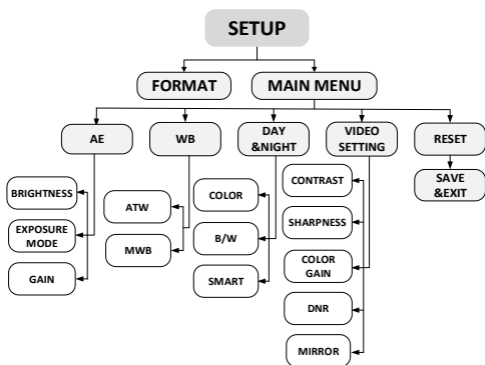 SETUP
FORMAT
MAIN MENU
AE
WB
DAY
&NIGHT
VIDEO
SETTING
RESET
SAVE
&EXIT
BRIGHTNESS
EXPOSURE
MODE
GAIN
ATW
MWB
COLOR
B/W
SMART
CONTRAST
SHARPNESS
COLOR
GAIN
DNR
MIRROR